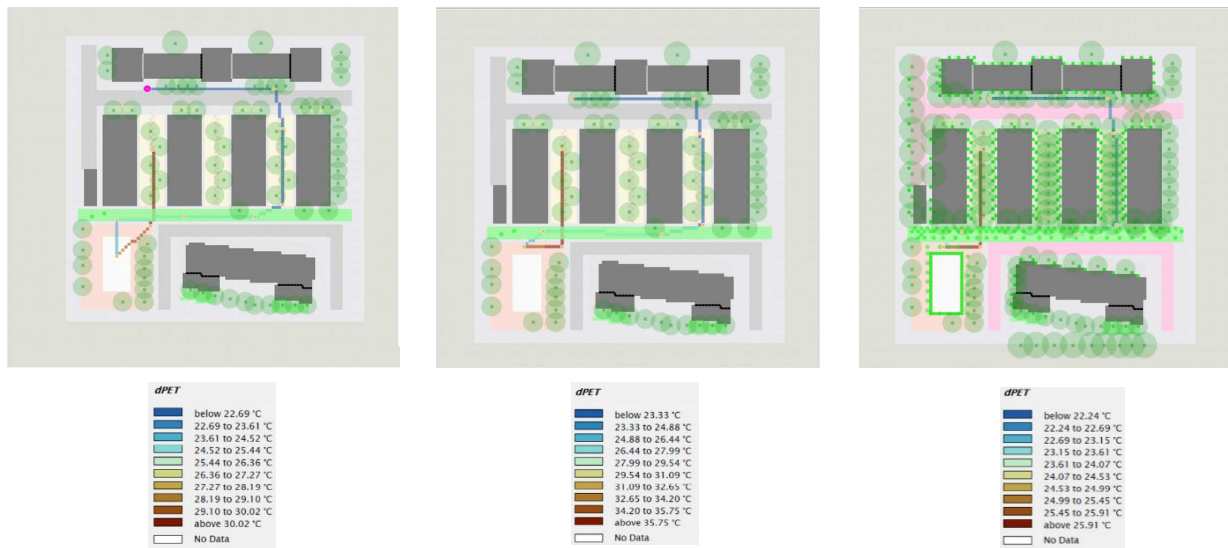 dPET
below 22.69 °C
22.69 to 23.61 °C
23.61 to 24.52 °C
24.52 to 25.44 °C
25.44 to 26.36 °C
26.36 to 27.27 °C
27.27 to 28.19 °C
28.19 to 29.10 °C
29.10 to 30.02 °C
above 30.02 °C
No Data
dPET
below 23.33 °C
23.33 to 24.88 °C
24.88 to 26.44 °C
26.44 to 27.99 °C
27.99 to 29.54 °C
29.54 to 31.09 °C
31.09 to 32.65 °C
32.65 to 34.20 °C
34.20 to 35.75 °C
above 35.75 °C
No Data
dPET
below 22.24 °C
22.24 to 22.69 °C
22.69 to 23.15 °C
23.15 to 23.61 °C
23.61 to 24.07 °C
24.07 to 24.53 °C
24.53 to 24.99 °C
24.99 to 25.45 °C
25.45 to 25.91 °C
above 25.91 °C
No Data